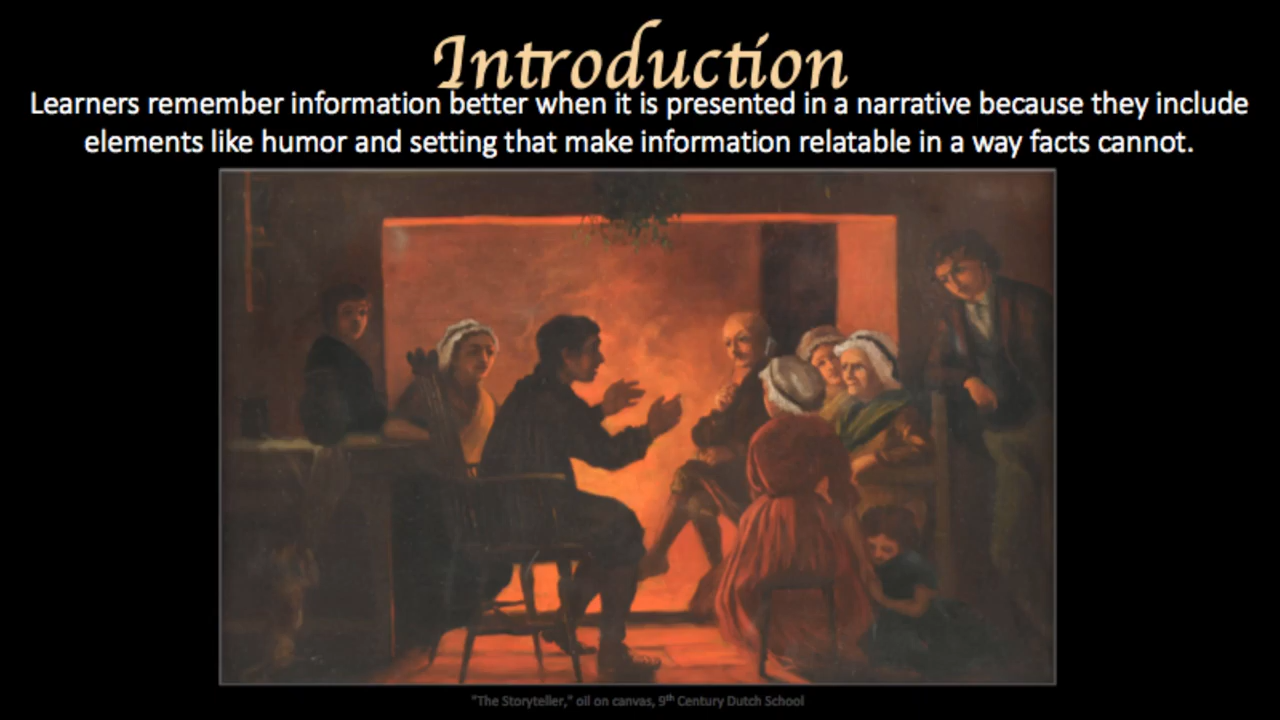 Introduction
Learners remember information better when it is presented in a narrative because they include
elements like humor and setting that make information relatable in a way facts cannot.
"The Storyteller," oil on canvas, 9th Century Dutch School